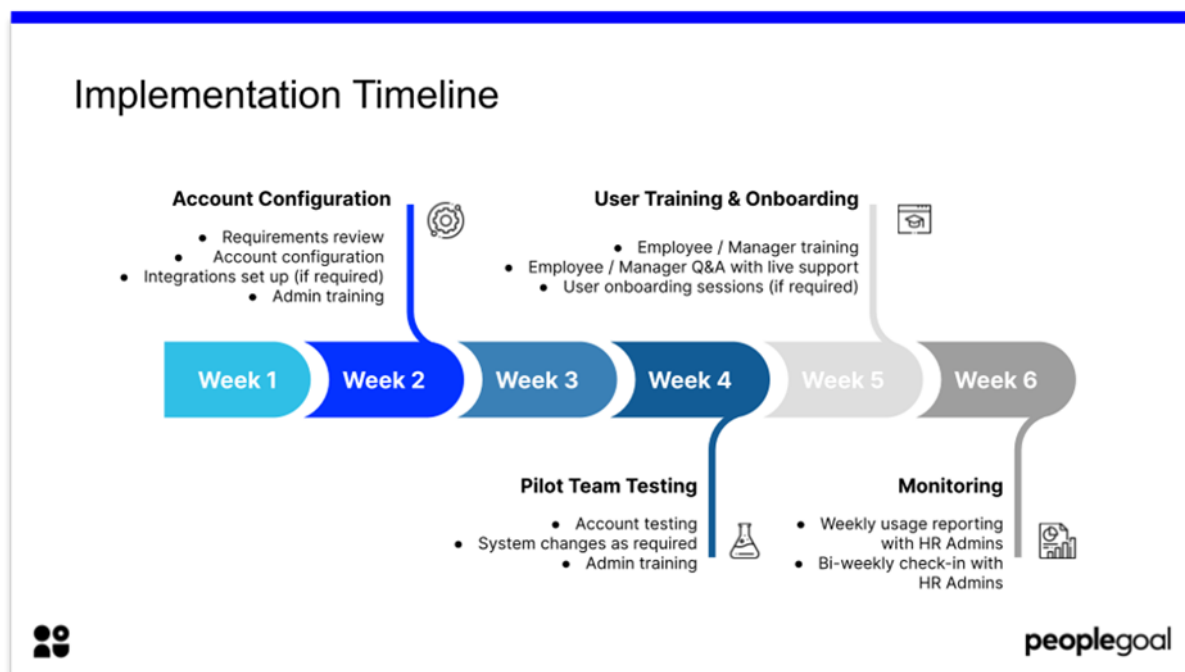 Implementation Timeline
Account Configuration
● Requirements review
● Account configuration
● Integrations set up (if required)
● Admin training
User Training & Onboarding
● Employee / Manager training
● Employee / Manager Q&A with live support
● User onboarding sessions (if required)
Week 1
Week 2
Week 3
Week 4
Week 5
Week 6
Pilot Team Testing
● Account testing
● System changes as required
● Admin training
Monitoring
● Weekly usage reporting
with HR Admins
● Bi-weekly check-in with
HR Admins
peoplegoal